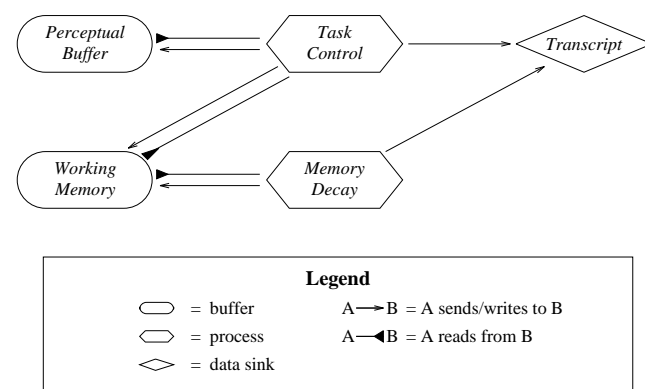 Perceptual
Buffer
Task
Control
Transcript
Working
Memory
Memory
Decay
Legend
= buffer
A B = A sends/writes to B
= process
A B = A reads from B
= data sink